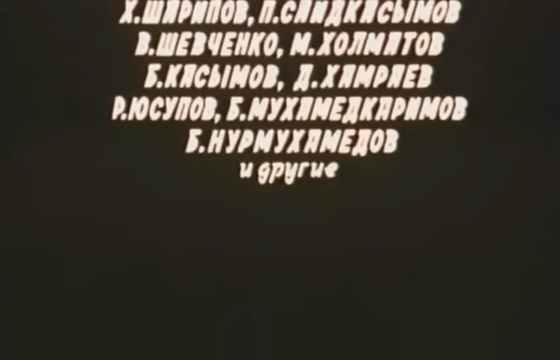 Х.ШАРИПОВ, П.САИДКАСЫМОВ
В.ШЕВЧЕНКО, М.ХОЛМАТОВ
Б.КАСЫМОВ, Д.ХАМРАЕВ
Р.ЮСУПОВ, Б.МУХАМЕДКАРИМОВ
Б.НУРМУХАМЕДОВ
и другие